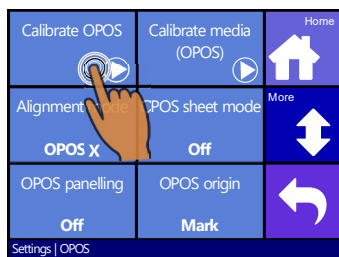 Calibrate OPOS
Calibrate media
(OPOS)
Home
Alignment
OPOS sheet mode
More
OPOS X
Off
OPOS panelling
OPOS origin
Off
Mark
Settings | OPOS